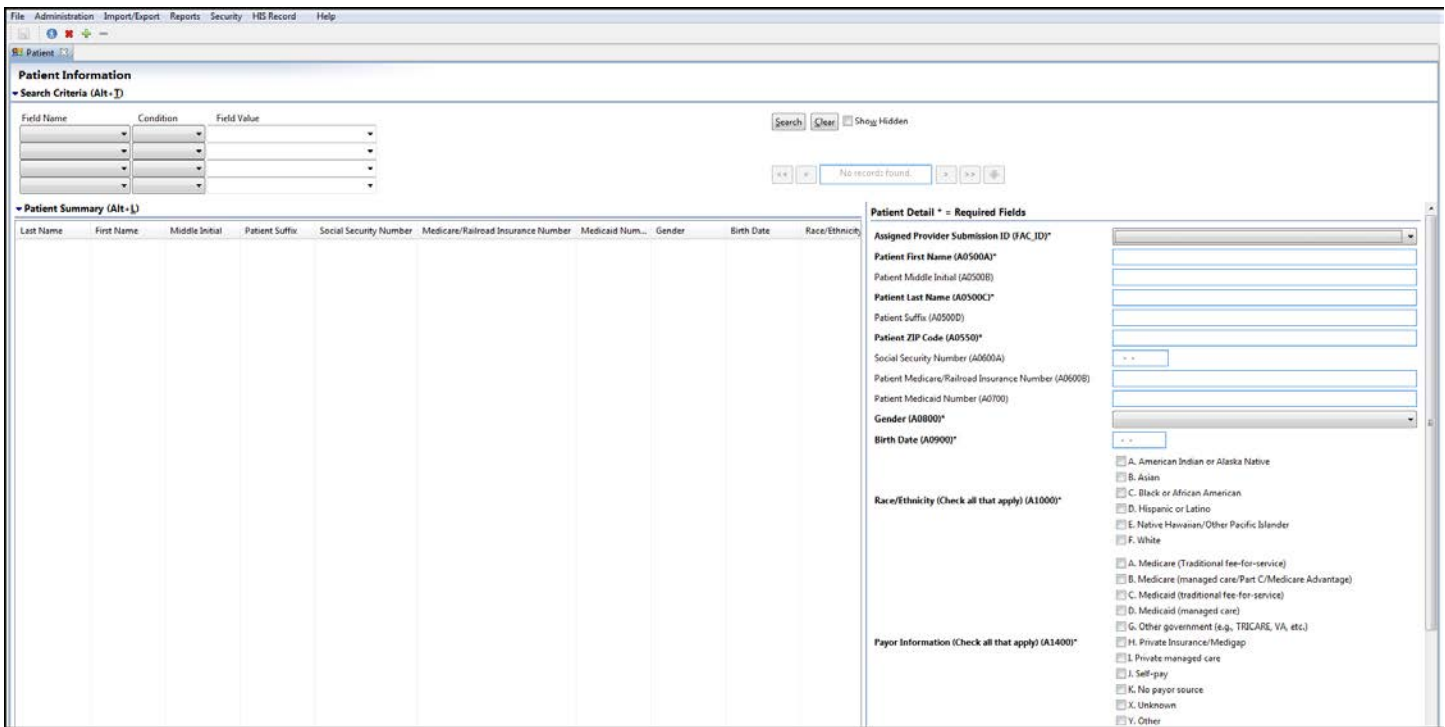 File Administration Import/Export Reports Security HIS Record Help
Patient
Patient Information
Search Criteria (Alt+T)
Field Name Condition Field Value
Search Clear Show Hidden
<< < No records found. > >>
Patient Summary (Alt+L)
Last Name First Name Middle Initial Patient Suffix Social Security Number Medicare/Railroad Insurance Number Medicaid Num... Gender Birth Date Race/Ethnicity
Patient Detail * = Required Fields
Assigned Provider Submission ID (FAC_ID)*
Patient First Name (A0500A)*
Patient Middle Initial (A0500B)
Patient Last Name (A0500C)*
Patient Suffix (A0500D)
Patient ZIP Code (A0550)*
Social Security Number (A0600A) - -
Patient Medicare/Railroad Insurance Number (A0600B)
Patient Medicaid Number (A0700)
Gender (A0800)*
Birth Date (A0900)* - -
Race/Ethnicity (Check all that apply) (A1000)*
A. American Indian or Alaska Native
B. Asian
C. Black or African American
D. Hispanic or Latino
E. Native Hawaiian/Other Pacific Islander
F. White
Payor Information (Check all that apply) (A1400)*
A. Medicare (Traditional fee-for-service)
B. Medicare (managed care/Part C/Medicare Advantage)
C. Medicaid (traditional fee-for-service)
D. Medicaid (managed care)
G. Other government (e.g., TRICARE, VA, etc.)
H. Private Insurance/Medigap
I. Private managed care
J. Self-pay
K. No payor source
X. Unknown
Y. Other